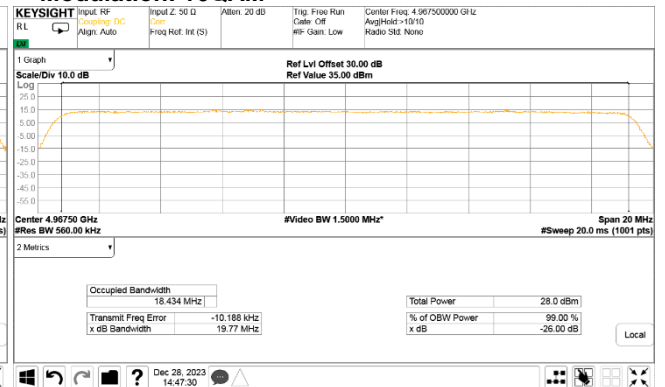 KEYSIGHT Input: RF Input Z: 50 Ω Atten: 20 dB Trig: Free Run Center Freq: 4.967500000 GHz
RL Coupling: DC Corr Gate: Off Avg|Hold:>10/10
Align: Auto Freq Ref: Int (S) #IF Gain: Low Radio Std: None
1 Graph
Ref Lvl Offset 30.00 dB
Scale/Div 10.0 dB Ref Value 35.00 dBm
Log
25.0
15.0
5.00
-5.00
-15.0
-25.0
-35.0
-45.0
-55.0
Center 4.96750 GHz #Video BW 1.5000 MHz* Span 20 MHz
#Res BW 560.00 kHz #Sweep 20.0 ms (1001 pts)
2 Metrics
Occupied Bandwidth
18.434 MHz Total Power 28.0 dBm
Transmit Freq Error -10.188 kHz % of OBW Power 99.00 %
x dB Bandwidth 19.77 MHz x dB -26.00 dB
Local
Dec 28, 2023
14:47:30